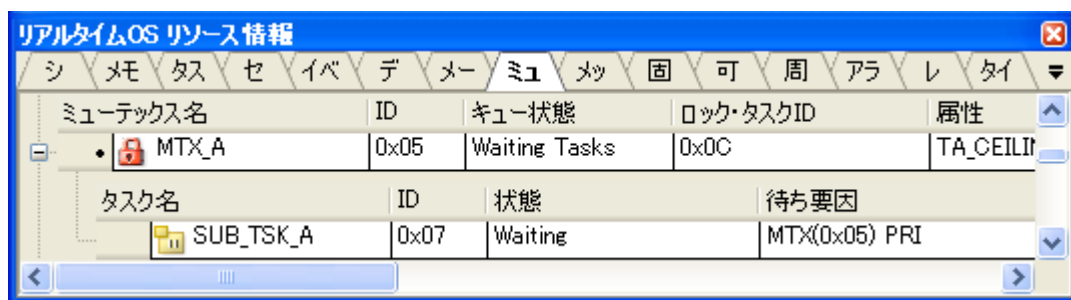 リアルタイムOS リソース情報
シ メモ タス セ イベ デ メー ミュ メッ 固 可 周 アラ レ タイ
ミューテックス名 ID キュー状態 ロック・タスクID 属性
MTX_A 0x05 Waiting Tasks 0x0C TA_CEILIN
タスク名 ID 状態 待ち要因
SUB_TSK_A 0x07 Waiting MTX(0x05) PRI